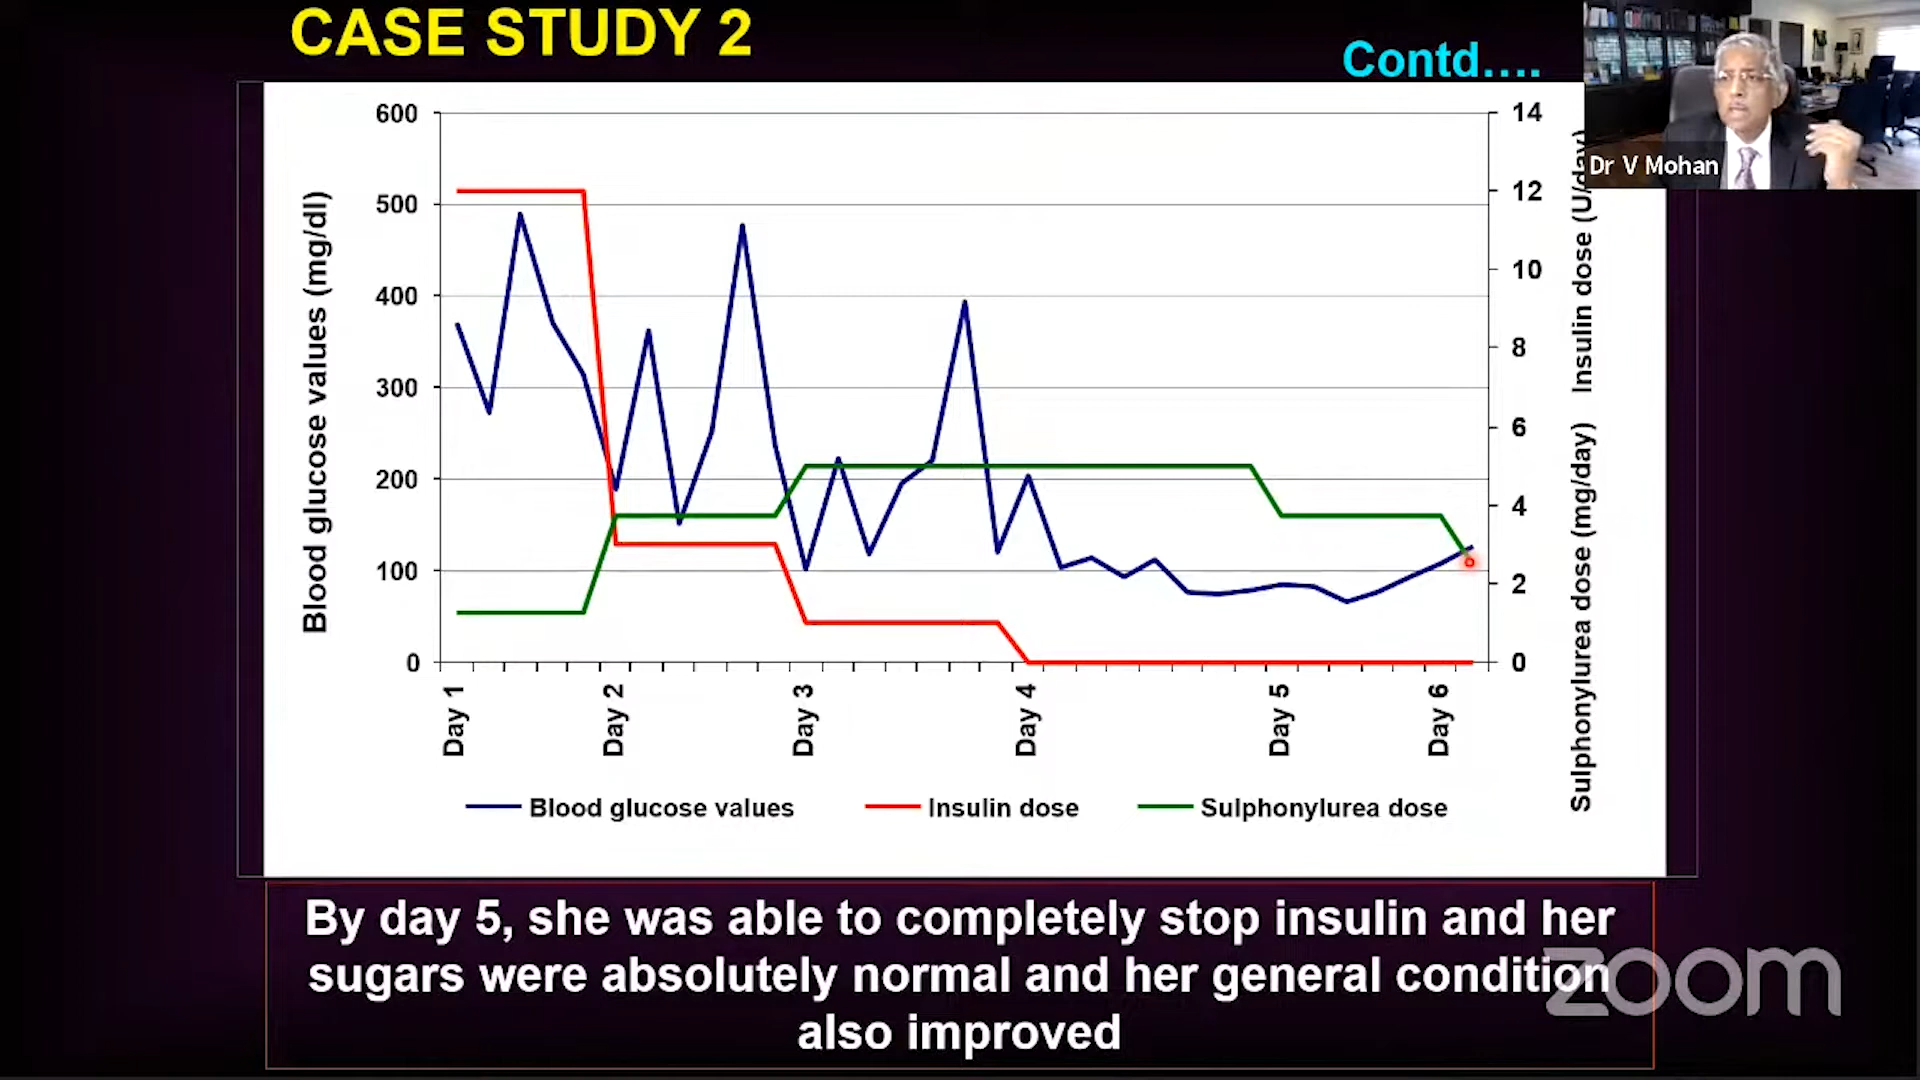 CASE STUDY 2
Contd....
Dr V Mohan
600
500
400
300
200
100
0
Blood glucose values (mg/dl)
14
12
10
8
6
4
2
0
Sulphonylurea dose (mg/day) Insulin dose (U/day)
Day 1
Day 2
Day 3
Day 4
Day 5
Day 6
Blood glucose values
Insulin dose
Sulphonylurea dose
By day 5, she was able to completely stop insulin and her
sugars were absolutely normal and her general condition
also improved
zoom